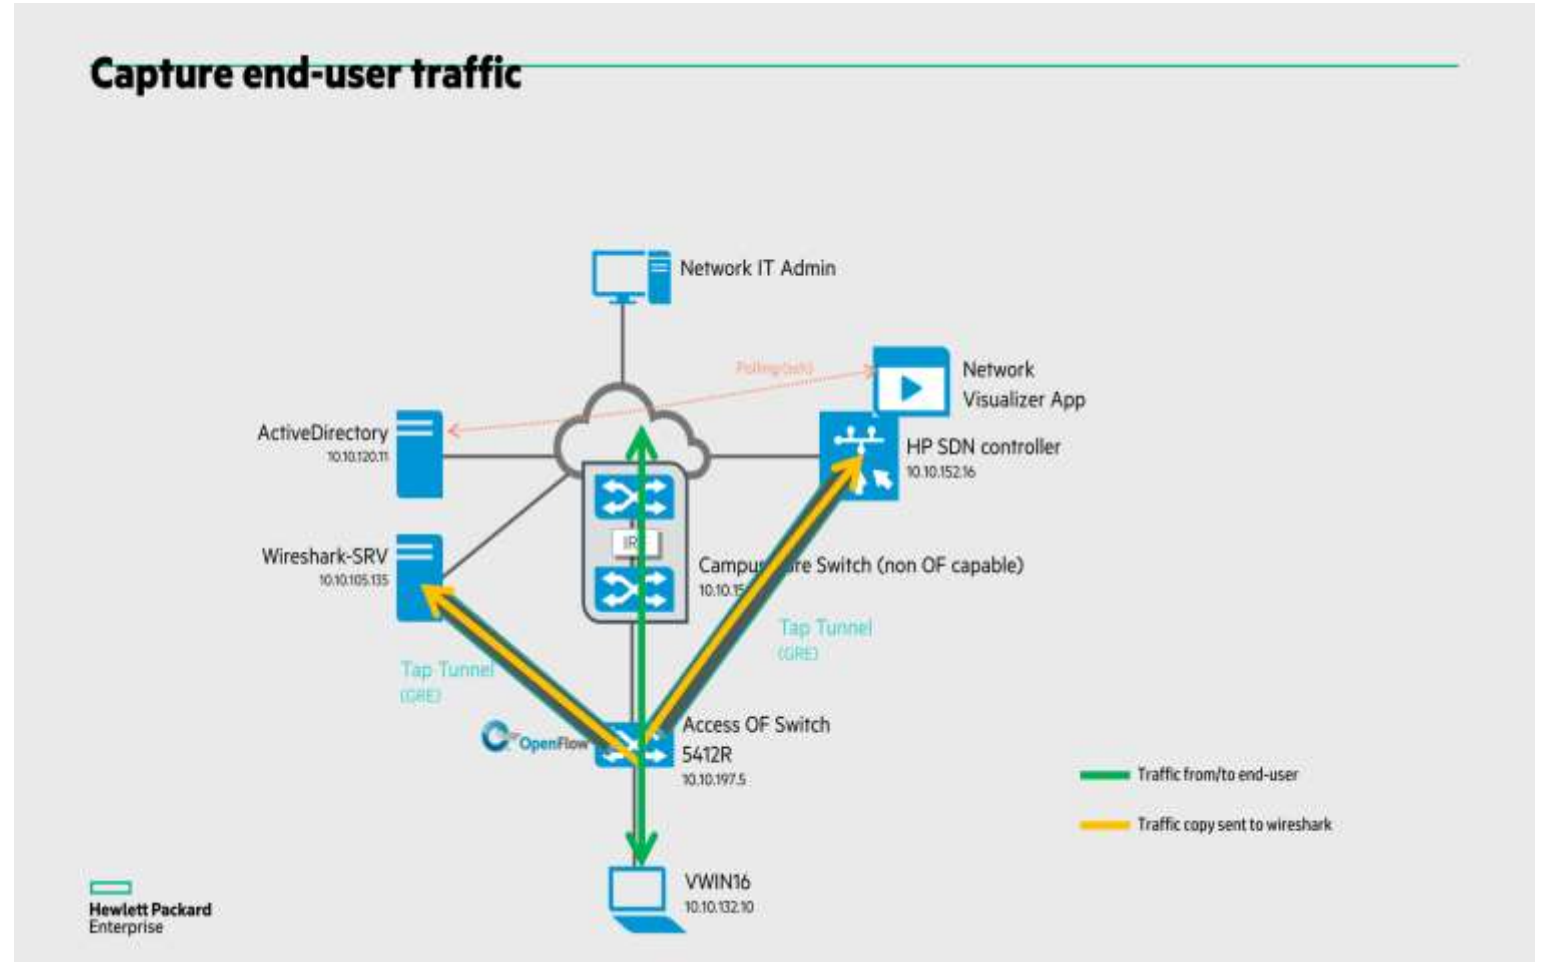 Capture end-user traffic
Network IT Admin
Network
Visualizer App
ActiveDirectory
10.10.120.11
HP SDN controller
10.10.152.16
Wireshark-SRV
10.10.105.135
IR
Switch (non OF capable)
Tap Tunnel
(GRE)
Tap Tunnel
(GRE)
OpenFlow
Access OF Switch
5412R
10.10.197.5
Traffic from/to end-user
Traffic copy sent to wireshark
VWIN16
10.10.132.10
Hewlett Packard
Enterprise